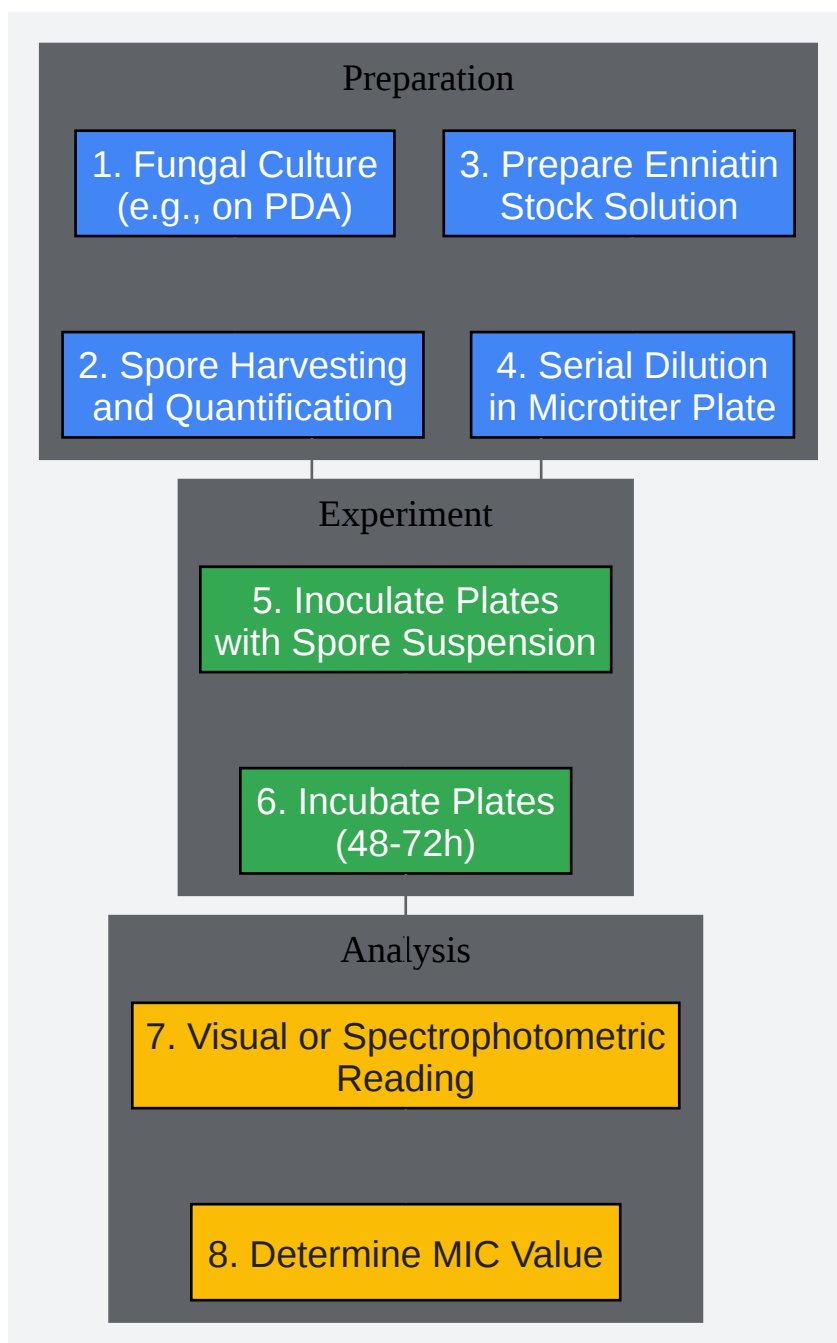 Preparation
1. Fungal Culture
(e.g., on PDA)
3. Prepare Enniatin
Stock Solution
2. Spore Harvesting
and Quantification
4. Serial Dilution
in Microtiter Plate
Experiment
5. Inoculate Plates
with Spore Suspension
6. Incubate Plates
(48-72h)
Analysis
7. Visual or Spectrophotometric
Reading
8. Determine MIC Value